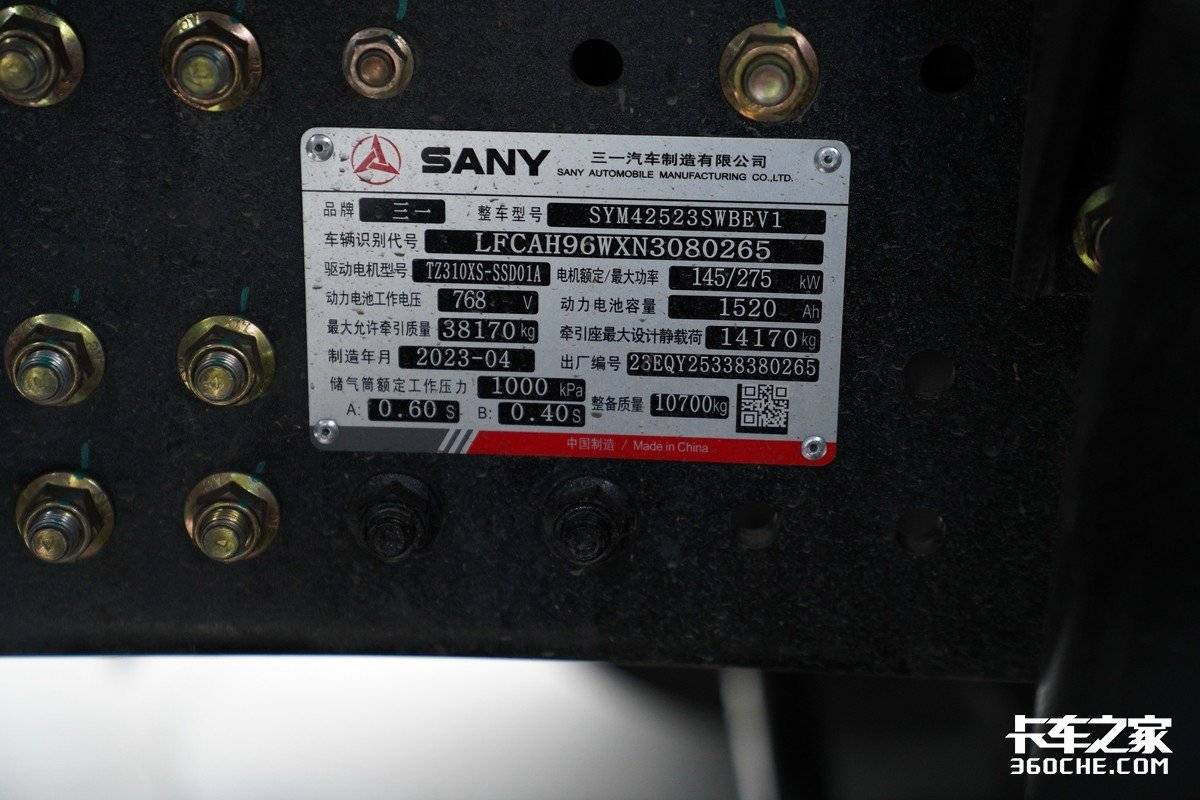 SANY 三一汽车制造有限公司
SANY AUTOMOBILE MANUFACTURING CO.,LTD.
品牌 三一 整车型号 SYM42523SWBEV1
车辆识别代号 LFCAH96WXN3080265
驱动电机型号 TZ310XS-SSD01A 电机额定/最大功率 145/275 kW
动力电池工作电压 768 V 动力电池容量 1520 Ah
最大允许牵引质量 38170 kg 牵引座最大设计静载荷 14170 kg
制造年月 2023-04 出厂编号 23EQY25338380265
储气筒额定工作压力 1000 kPa
A: 0.60 S B: 0.40 S 整备质量 10700 kg
中国制造 / Made in China
卡车之家
360CHE.COM